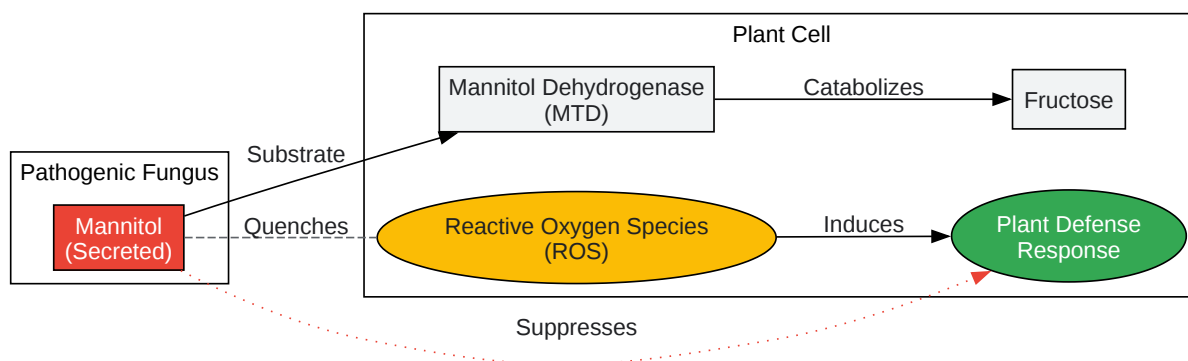 Plant Cell
Mannitol Dehydrogenase
(MTD)
Catabolizes
Fructose
Substrate
Pathogenic Fungus
Mannitol
(Secreted)
Quenches
Reactive Oxygen Species
(ROS)
Induces
Plant Defense
Response
Suppresses